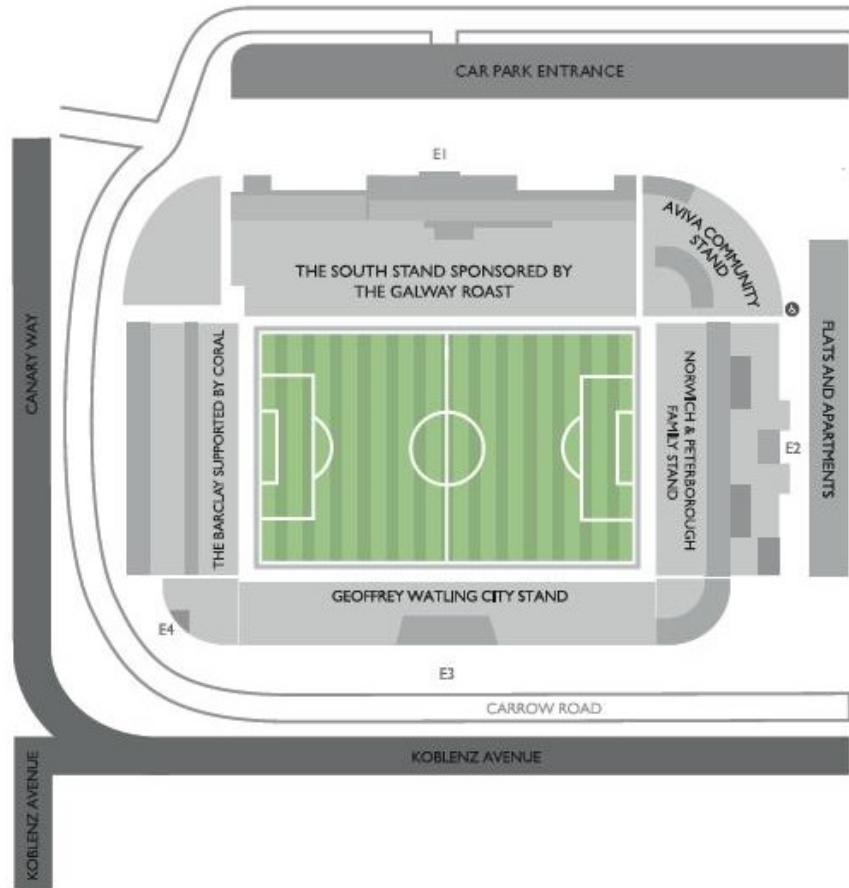 CAR PARK ENTRANCE
E1
AVIVA COMMUNITY
STAND
THE SOUTH STAND SPONSORED BY
THE GALWAY ROAST
CANARY WAY
THE BARCLAY SUPPORTED BY CORAL
NORWICH & PETERBOROUGH
FAMILY STAND
E2
FLATS AND APARTMENTS
GEOFFREY WATLING CITY STAND
E4
E3
CARROW ROAD
KOBLENZ AVENUE
KOBLENZ AVENUE